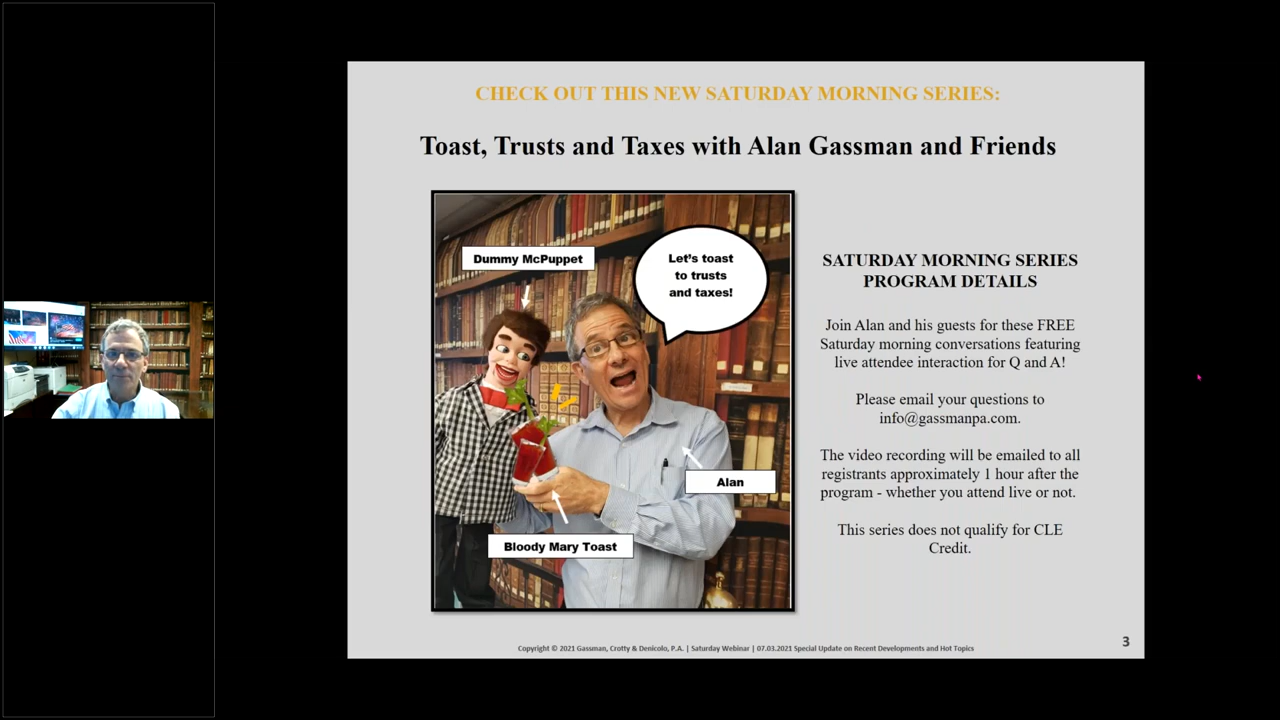 CHECK OUT THIS NEW SATURDAY MORNING SERIES:
Toast, Trusts and Taxes with Alan Gassman and Friends
Dummy McPuppet
Let's toast
to trusts
and taxes!
Alan
Bloody Mary Toast
SATURDAY MORNING SERIES
PROGRAM DETAILS
Join Alan and his guests for these FREE
Saturday morning conversations featuring
live attendee interaction for Q and A!
Please email your questions to
info@gassmanpa.com.
The video recording will be emailed to all
registrants approximately 1 hour after the
program - whether you attend live or not.
This series does not qualify for CLE
Credit.
Copyright © 2021 Gassman, Crotty & Denicolo, P.A. | Saturday Webinar | 07.03.2021 Special Update on Recent Developments and Hot Topics
3